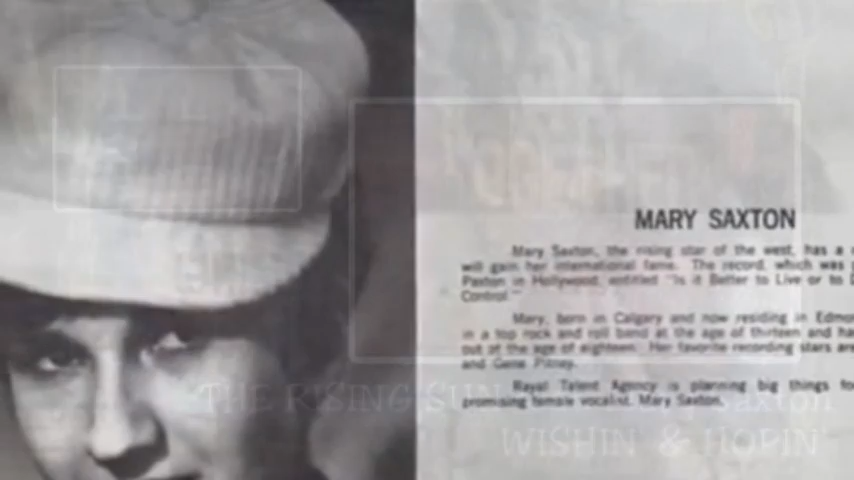 MARY SAXTON
Mary Saxton, the rising star of the west, has a
will gain her international fame. The record, which was
Paxton in Hollywood, entitled "Is it Better to Live or to
Control"
Mary, born in Calgary and now residing in Edmo
in a top rock and roll band at the age of thirteen and ha
out at the age of eighteen. Her favorite recording stars are
and Gene Pitney.
Royal Talent Agency is planning big things fo
promising female vocalist, Mary Saxton.
THE RISING SUN
Mary Saxton
WISHIN & HOPIN'